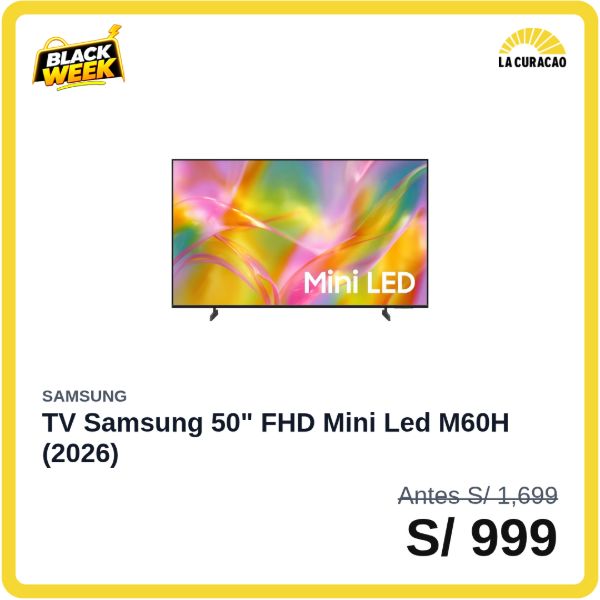 BLACK
WEEK
LA CURACAO
Mini LED
SAMSUNG
TV Samsung 50" FHD Mini Led M60H
(2026)
Antes S/ 1,699
S/ 999